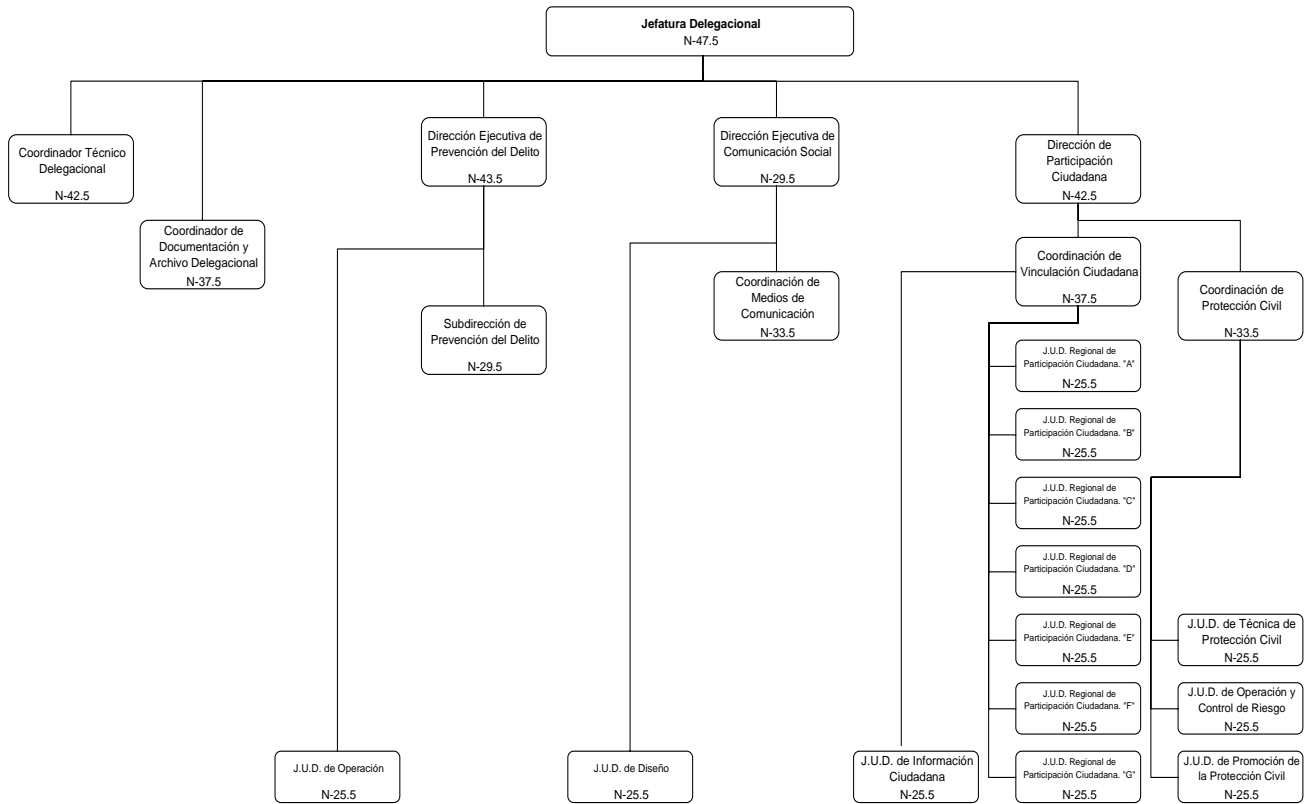 Jefatura Delegacional
N-47.5
Coordinador Técnico
Delegacional
N-42.5
Coordinador de
Documentación y
Archivo Delegacional
N-37.5
Dirección Ejecutiva de
Prevención del Delito
N-43.5
Subdirección de
Prevención del Delito
N-29.5
J.U.D. de Operación
N-25.5
Dirección Ejecutiva de
Comunicación Social
N-29.5
Coordinación de
Medios de
Comunicación
N-33.5
J.U.D. de Diseño
N-25.5
Dirección de
Participación
Ciudadana
N-42.5
Coordinación de
Vinculación Ciudadana
N-37.5
J.U.D. Regional de
Participación Ciudadana. "A"
N-25.5
J.U.D. Regional de
Participación Ciudadana. "B"
N-25.5
J.U.D. Regional de
Participación Ciudadana. "C"
N-25.5
J.U.D. Regional de
Participación Ciudadana. "D"
N-25.5
J.U.D. Regional de
Participación Ciudadana. "E"
N-25.5
J.U.D. Regional de
Participación Ciudadana. "F"
N-25.5
J.U.D. Regional de
Participación Ciudadana. "G"
N-25.5
J.U.D. de Información
Ciudadana
N-25.5
Coordinación de
Protección Civil
N-33.5
J.U.D. de Técnica de
Protección Civil
N-25.5
J.U.D. de Operación y
Control de Riesgo
N-25.5
J.U.D. de Promoción de
la Protección Civil
N-25.5